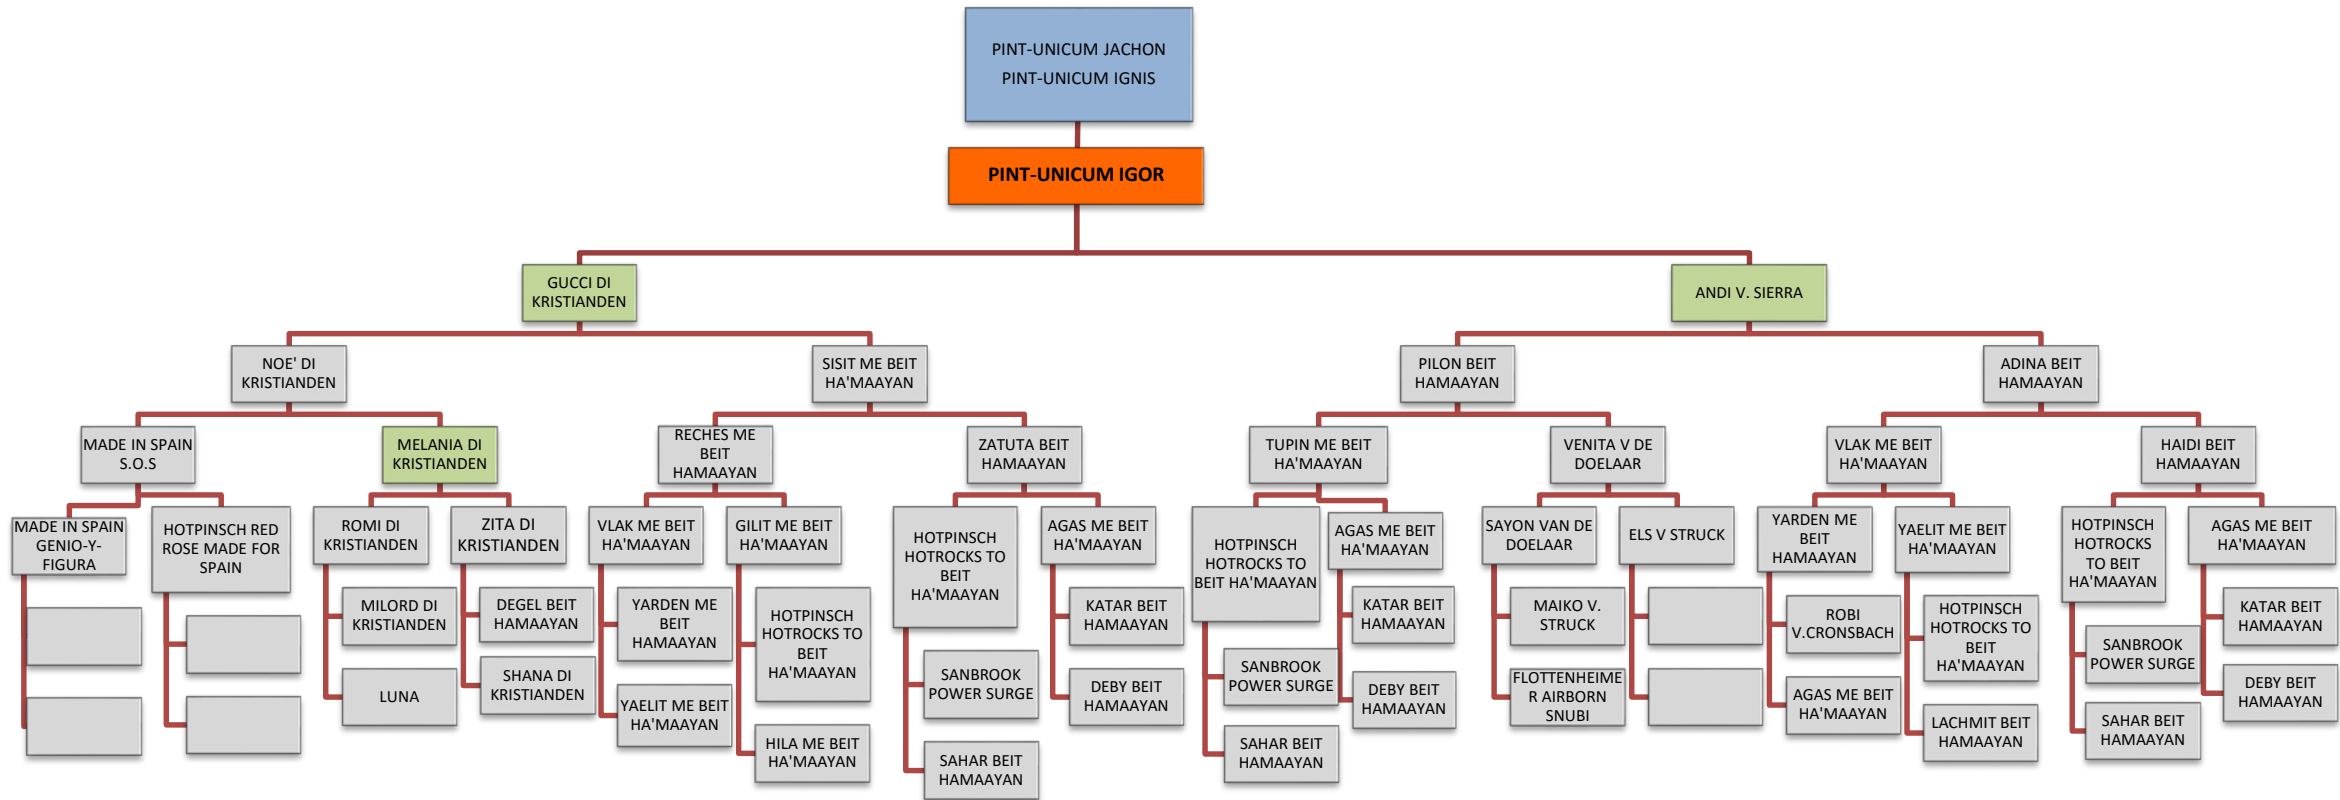 PINT-UNICUM JACHON
PINT-UNICUM IGNIS
PINT-UNICUM IGOR
GUCCI DI
KRISTIANDEN
ANDI V. SIERRA
NOE' DI
KRISTIANDEN
SISIT ME BEIT
HA'MAAYAN
PILON BEIT
HAMAAYAN
ADINA BEIT
HAMAAYAN
MADE IN SPAIN
S.O.S
MELANIA DI
KRISTIANDEN
RECHES ME
BEIT
HAMAAYAN
ZATUTA BEIT
HAMAAYAN
TUPIN ME BEIT
HA'MAAYAN
VENITA V DE
DOELAAR
VLAK ME BEIT
HA'MAAYAN
HAIDI BEIT
HAMAAYAN
MADE IN SPAIN
GENIO-Y-
FIGURA
HOTPINSCH RED
ROSE MADE FOR
SPAIN
ROMI DI
KRISTIANDEN
ZITA DI
KRISTIANDEN
VLAK ME BEIT
HA'MAAYAN
GILIT ME BEIT
HA'MAAYAN
HOTPINSCH
HOTROCKS TO
BEIT
HA'MAAYAN
AGAS ME BEIT
HA'MAAYAN
HOTPINSCH
HOTROCKS TO
BEIT HA'MAAYAN
AGAS ME BEIT
HA'MAAYAN
SAYON VAN DE
DOELAAR
ELS V STRUCK
YARDEN ME
BEIT
HAMAAYAN
YAELIT ME BEIT
HA'MAAYAN
HOTPINSCH
HOTROCKS
TO BEIT
HA'MAAYAN
AGAS ME BEIT
HA'MAAYAN
MILORD DI
KRISTIANDEN
LUNA
DEGEL BEIT
HAMAAYAN
SHANA DI
KRISTIANDEN
YARDEN ME
BEIT
HAMAAYAN
YAELIT ME BEIT
HA'MAAYAN
HOTPINSCH
HOTROCKS TO
BEIT
HA'MAAYAN
HILA ME BEIT
HA'MAAYAN
SANBROOK
POWER SURGE
SAHAR BEIT
HAMAAYAN
KATAR BEIT
HAMAAYAN
DEBY BEIT
HAMAAYAN
SANBROOK
POWER SURGE
SAHAR BEIT
HAMAAYAN
KATAR BEIT
HAMAAYAN
DEBY BEIT
HAMAAYAN
MAIKO V.
STRUCK
FLOTTENHEIME
R AIRBORN
SNUBI
ROBI
V.CRONSBACH
AGAS ME BEIT
HA'MAAYAN
HOTPINSCH
HOTROCKS TO
BEIT
HA'MAAYAN
LACHMIT BEIT
HAMAAYAN
SANBROOK
POWER SURGE
SAHAR BEIT
HAMAAYAN
KATAR BEIT
HAMAAYAN
DEBY BEIT
HAMAAYAN